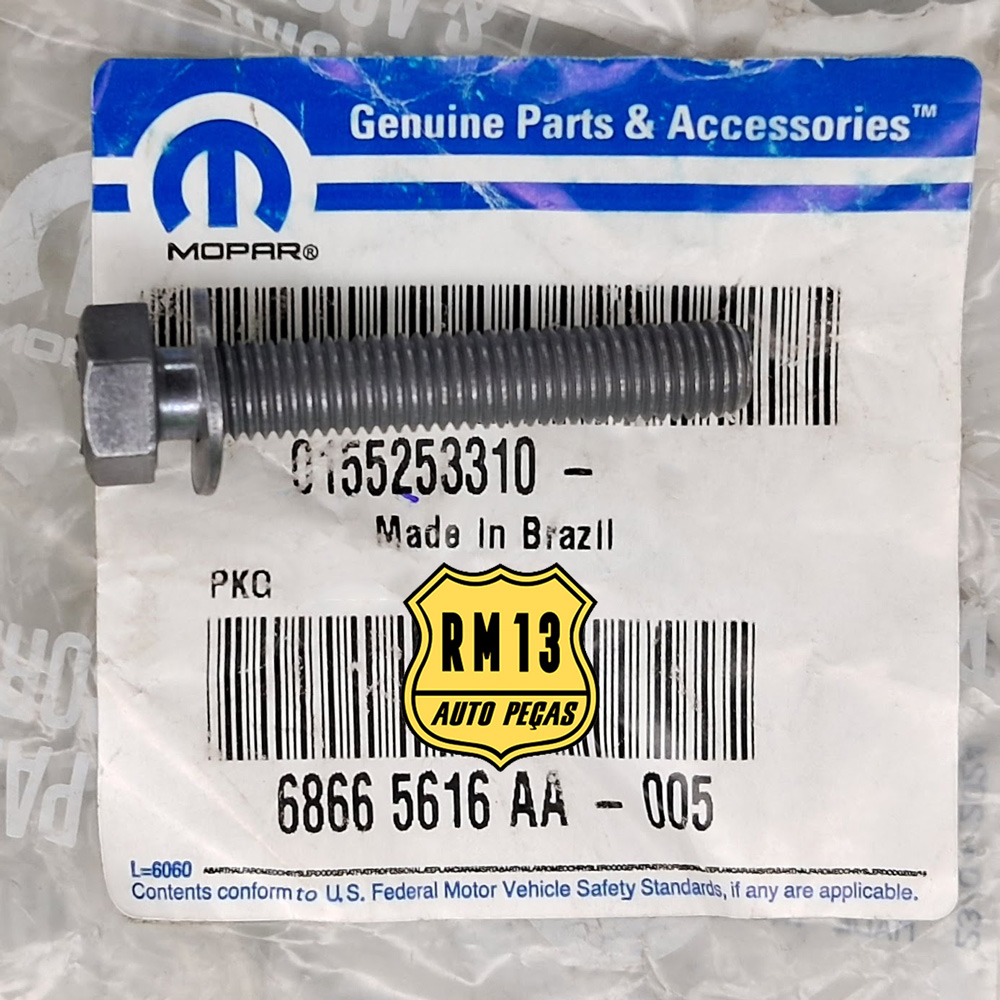 Genuine Parts & Accessories™
MOPAR®
0155253310 -
Made In Brazil
PKG
RM 13
AUTO PEÇAS
6866 5616 AA - 005
L=6060
Contents conform to U.S. Federal Motor Vehicle Safety Standards, if any are applicable.